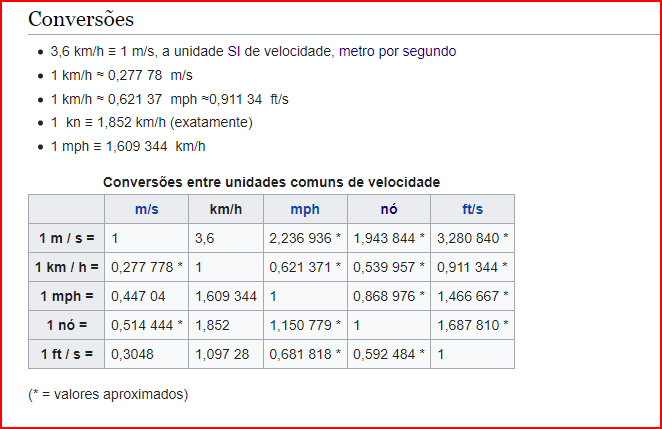 Conversões
3,6 km/h ≡ 1 m/s, a unidade SI de velocidade, metro por segundo
1 km/h ≈ 0,277 78 m/s
1 km/h ≈ 0,621 37 mph ≈0,911 34 ft/s
1 kn ≡ 1,852 km/h (exatamente)
1 mph ≡ 1,609 344 km/h
Conversões entre unidades comuns de velocidade
m/s km/h mph nó ft/s
1 m / s = 1 3,6 2,236 936 * 1,943 844 * 3,280 840 *
1 km / h = 0,277 778 * 1 0,621 371 * 0,539 957 * 0,911 344 *
1 mph = 0,447 04 1,609 344 1 0,868 976 * 1,466 667 *
1 nó = 0,514 444 * 1,852 1,150 779 * 1 1,687 810 *
1 ft / s = 0,3048 1,097 28 0,681 818 * 0,592 484 * 1
(* = valores aproximados)